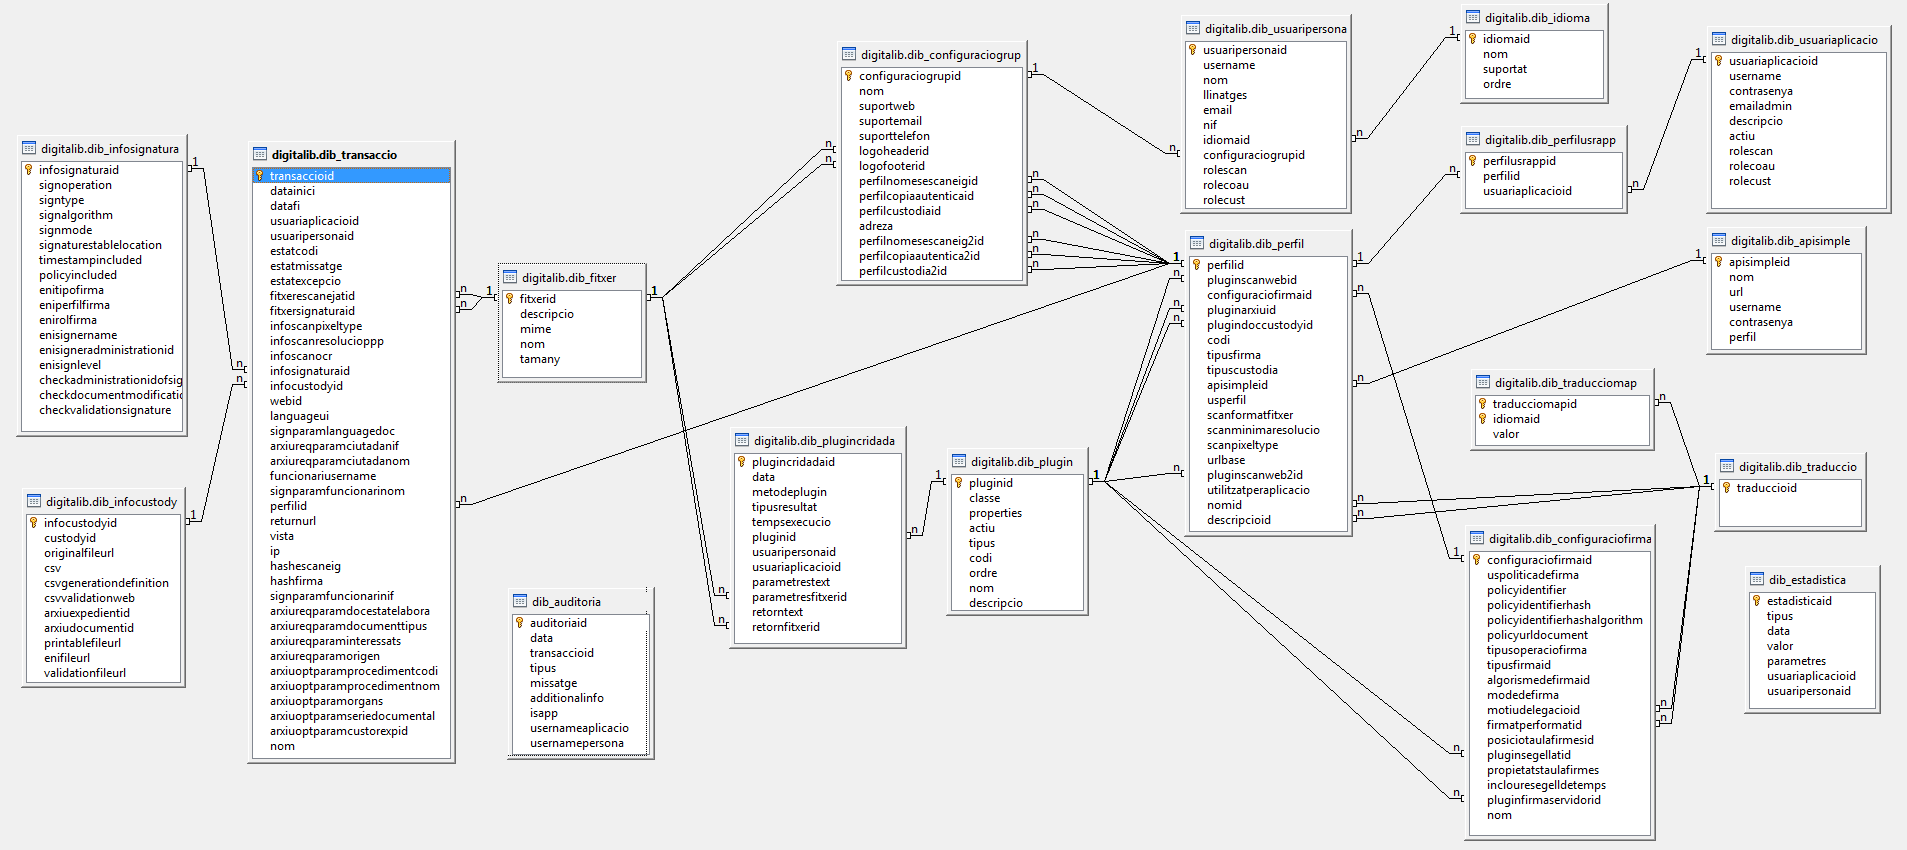 digitalib.dib_infosignatura
infosignaturaid
signoperation
signtype
signalgorithm
signmode
signaturestablelocation
timestampincluded
policyincluded
enitipofirma
eniperfilfirma
enirolfirma
enisignername
enisigneradministrationid
enisignlevel
checkadministrationidofsig
checkdocumentmodificatio
checkvalidationsignature
1
n
digitalib.dib_infocustody
infocustodyid
custodyid
originalfileurl
csv
csvgenerationdefinition
csvvalidationweb
arxiuexpedientid
arxiudocumentid
printablefileurl
enifileurl
validationfileurl
1
n
digitalib.dib_transaccio
transaccioid
datainici
datafi
usuariaplicacioid
usuaripersonaid
estatcodi
estatmissatge
estatexcepcio
fitxerescanejatid
fitxersignaturaid
infoscanpixeltype
infoscanresolucioppp
infoscanocr
infosignaturaid
infocustodyid
webid
languageui
signparamlanguagedoc
arxiureqparamciutadanif
arxiureqparamciutadanom
funcionariusername
signparamfuncionarinom
perfilid
returnurl
vista
ip
hashescaneig
hashfirma
signparamfuncionarinif
arxiureqparamdocestatelabora
arxiureqparamdocumenttipus
arxiureqparaminteressats
arxiureqparamorigen
arxiuoptparamprocedimentcodi
arxiuoptparamprocedimentnom
arxiuoptparamorgans
arxiuoptparamseriedocumental
arxiuoptparamcustorexpid
nom
n
n
n
1
digitalib.dib_fitxer
fitxerid
descripcio
mime
nom
tamany
1
dib_auditoria
auditoriaid
data
transaccioid
tipus
missatge
additionalinfo
isapp
usernameaplicacio
usernamepersona
digitalib.dib_configuraciogrup
configuraciogrupid
nom
suportweb
suportemail
suporttelefon
logoheaderid
logofooterid
perfilnomesescaneigid
perfilcopiaautenticaid
perfilcustodiaid
adreza
perfilnomesescaneig2id
perfilcopiaautentica2id
perfilcustodia2id
n
n
1
n
n
n
n
n
n
digitalib.dib_plugincridada
plugincridadaid
data
metodeplugin
tipusresultat
tempsexecucio
pluginid
usuaripersonaid
usuariaplicacioid
parametrestext
parametresfitxerid
retorntext
retornfitxerid
n
n
n
1
digitalib.dib_plugin
pluginid
classe
properties
actiu
tipus
codi
ordre
nom
descripcio
1
digitalib.dib_usuaripersona
usuaripersonaid
username
nom
llinatges
email
nif
idiomaid
configuraciogrupid
rolescan
rolecoau
rolecust
n
n
digitalib.dib_perfil
perfilid
pluginscanwebid
configuraciofirmaid
pluginarxiuid
plugindoccustodyid
codi
tipusfirma
tipuscustodia
apisimpleid
usperfil
scanformatfitxer
scanminimaresolucio
scanpixeltype
urlbase
pluginscanweb2id
utilitzatperaplicacio
nomid
descripcioid
1
n
n
n
n
1
n
n
n
n
digitalib.dib_idioma
idiomaid
nom
suportat
ordre
1
digitalib.dib_perfilusrapp
perfilusrappid
perfilid
usuariaplicacioid
n
n
digitalib.dib_usuariaplicacio
usuariaplicacioid
username
contrasenya
emailadmin
descripcio
actiu
rolescan
rolecoau
rolecust
1
digitalib.dib_apisimple
apisimpleid
nom
url
username
contrasenya
perfil
1
digitalib.dib_traducciomap
traducciomapid
idiomaid
valor
n
digitalib.dib_traduccio
traduccioid
1
digitalib.dib_configuraciofirma
configuraciofirmaid
uspoliticadefirma
policyidentifier
policyidentifierhash
policyidentifierhashalgorithm
policyurldocument
tipusoperaciofirma
tipusfirmaid
algorismedefirmaid
modedefirma
motiudelegacioid
firmatperformatid
posiciotaulafirmesid
pluginsegellatid
propietatstaulafirmes
inclouresegelldetemps
pluginfirmaservidorid
nom
1
n
n
n
n
dib_estadistica
estadisticaid
tipus
data
valor
parametres
usuariaplicacioid
usuaripersonaid